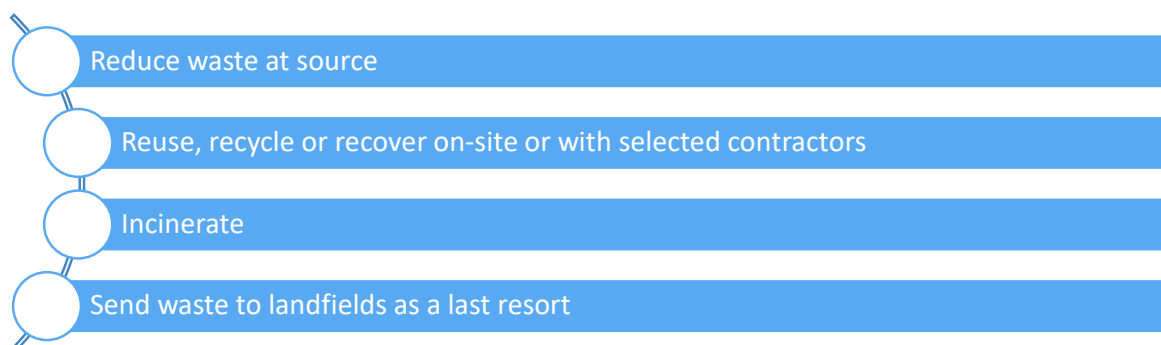 Reduce waste at source
Reuse, recycle or recover on-site or with selected contractors
Incinerate
Send waste to landfields as a last resort